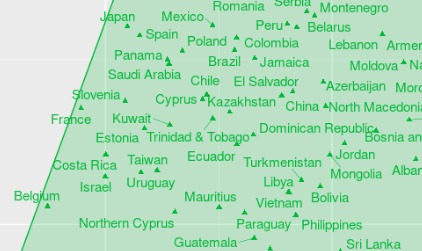 Romania
Serbia
Montenegro
Japan
Mexico
Peru
Belarus
Spain
Poland
Colombia
Lebanon
Armen
Panama
Brazil
Jamaica
Moldova
Na
Saudi Arabia
Chile
El Salvador
Azerbaijan
Moro
Slovenia
Cyprus
Kazakhstan
China
North Macedonia
France
Kuwait
Estonia
Trinidad & Tobago
Dominican Republic
Bosnia an
Costa Rica
Taiwan
Ecuador
Jordan
Turkmenistan
Alban
Mongolia
Israel
Uruguay
Libya
Belgium
Mauritius
Vietnam
Bolivia
Northern Cyprus
Paraguay
Philippines
Guatemala
Sri Lanka